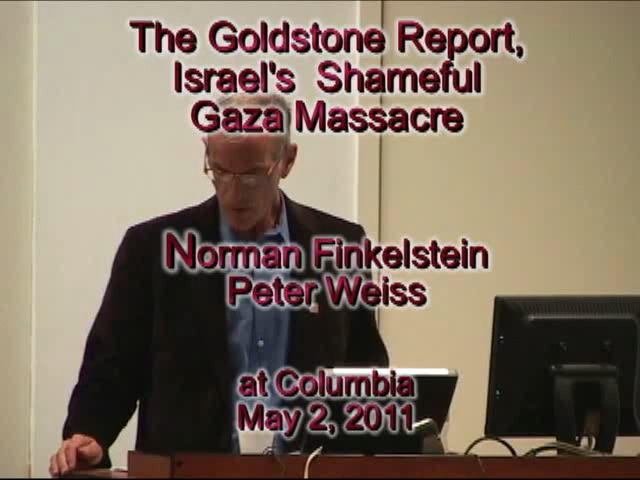 The Goldstone Report,
Israel's Shameful
Gaza Massacre
Norman Finkelstein
Peter Weiss
at Columbia
May 2, 2011